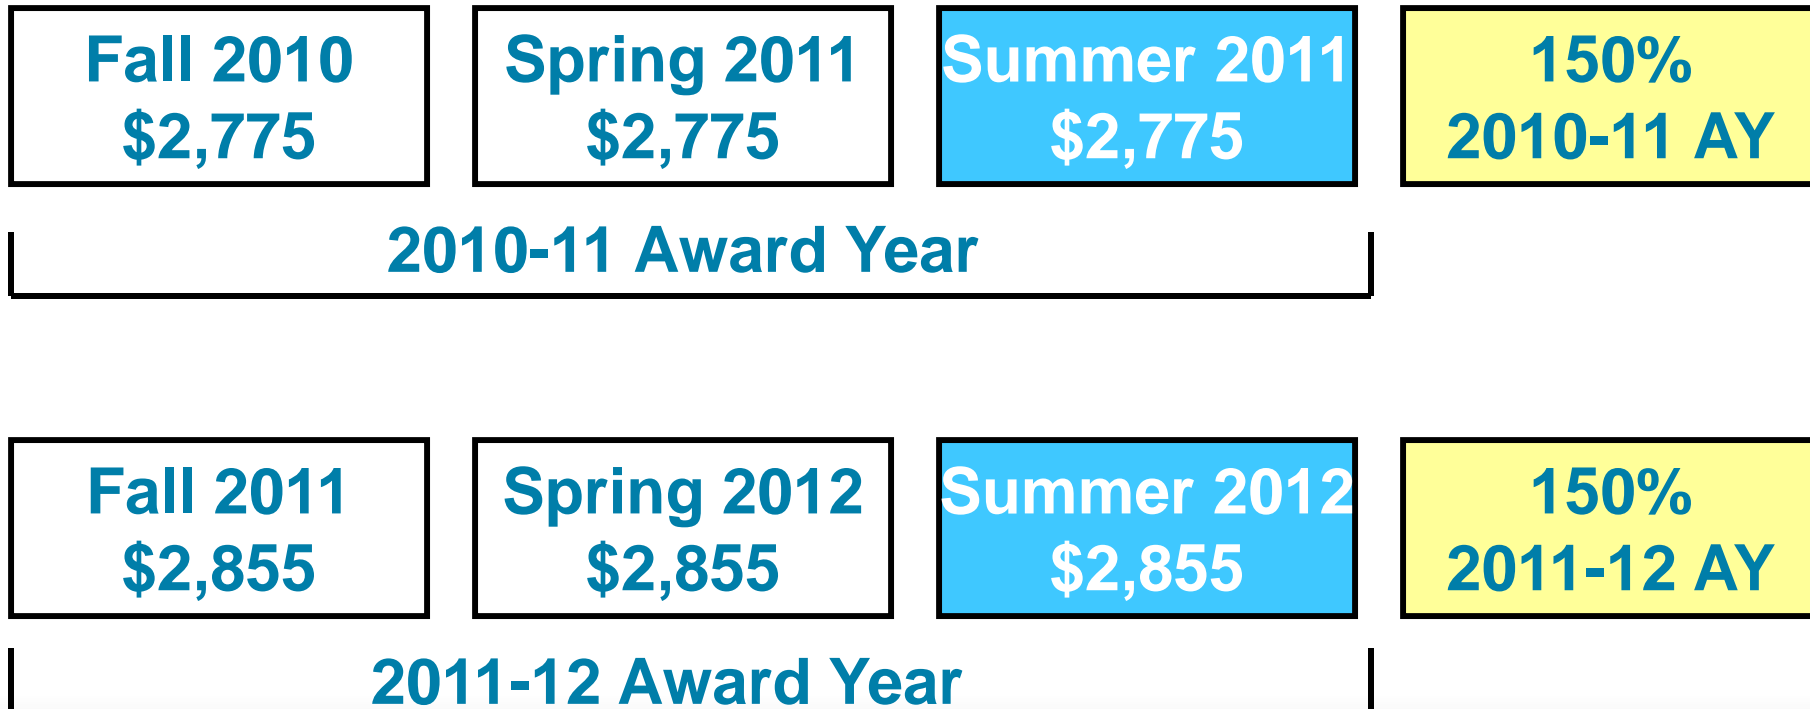 Fall 2010
$2,775
Spring 2011
$2,775
Summer 2011
$2,775
150%
2010-11 AY
2010-11 Award Year
Fall 2011
$2,855
Spring 2012
$2,855
Summer 2012
$2,855
150%
2011-12 AY
2011-12 Award Year